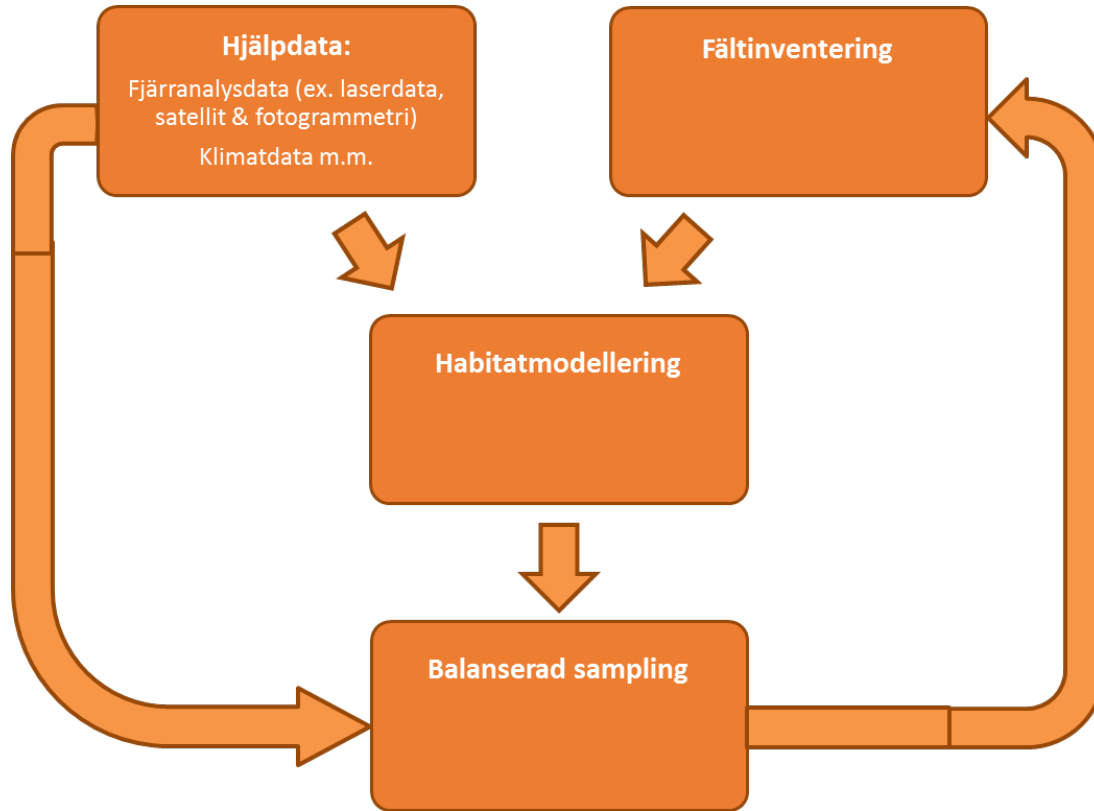 Hjälpdata:
Fjärranalysdata (ex. laserdata,
satellit & fotogrammetri)
Klimatdata m.m.
Fältinventering
Habitatmodellering
Balanserad sampling